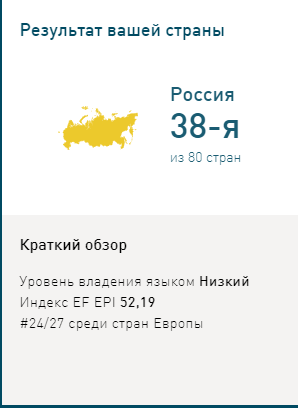 Результат вашей страны
Россия
38-я
из 80 стран
Краткий обзор
Уровень владения языком Низкий
Индекс EF EPI 52,19
#24/27 среди стран Европы